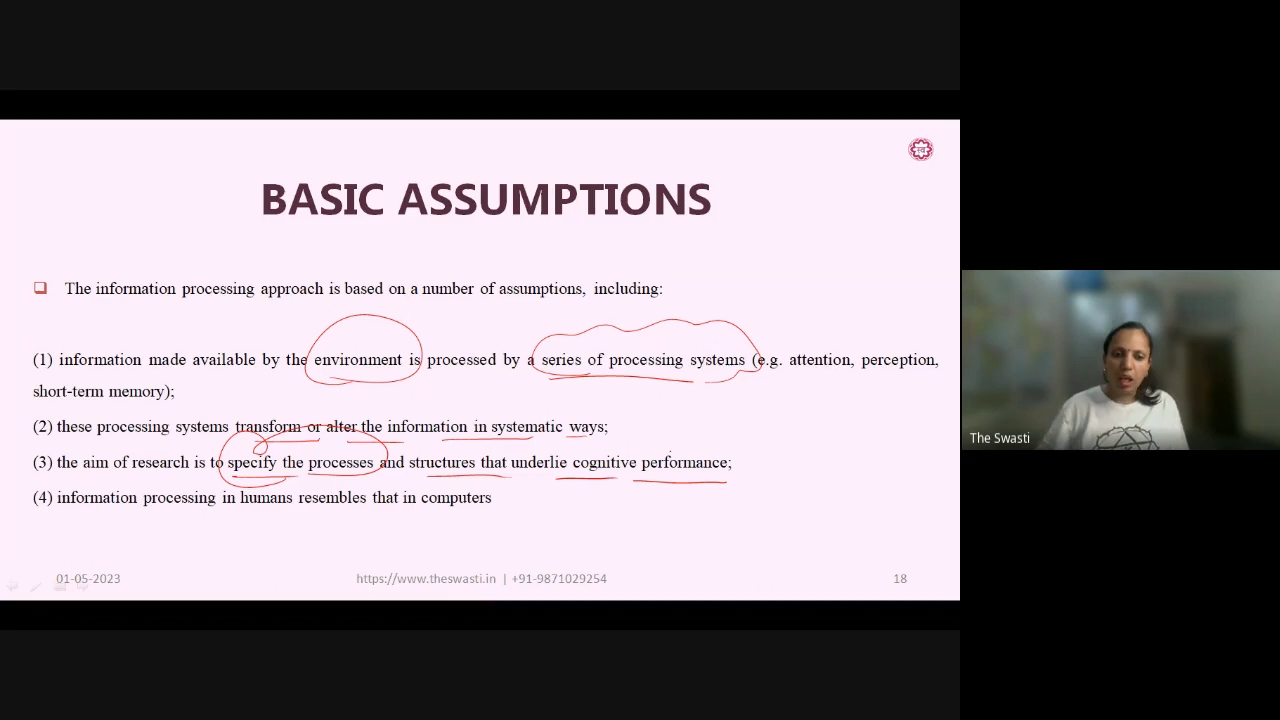 BASIC ASSUMPTIONS
The information processing approach is based on a number of assumptions, including:
(1) information made available by the environment is processed by a series of processing systems (e.g. attention, perception,
short-term memory);
(2) these processing systems transform or alter the information in systematic ways;
(3) the aim of research is to specify the processes and structures that underlie cognitive performance;
(4) information processing in humans resembles that in computers
The Swasti
01-05-2023
https://www.theswasti.in | +91-9871029254
18